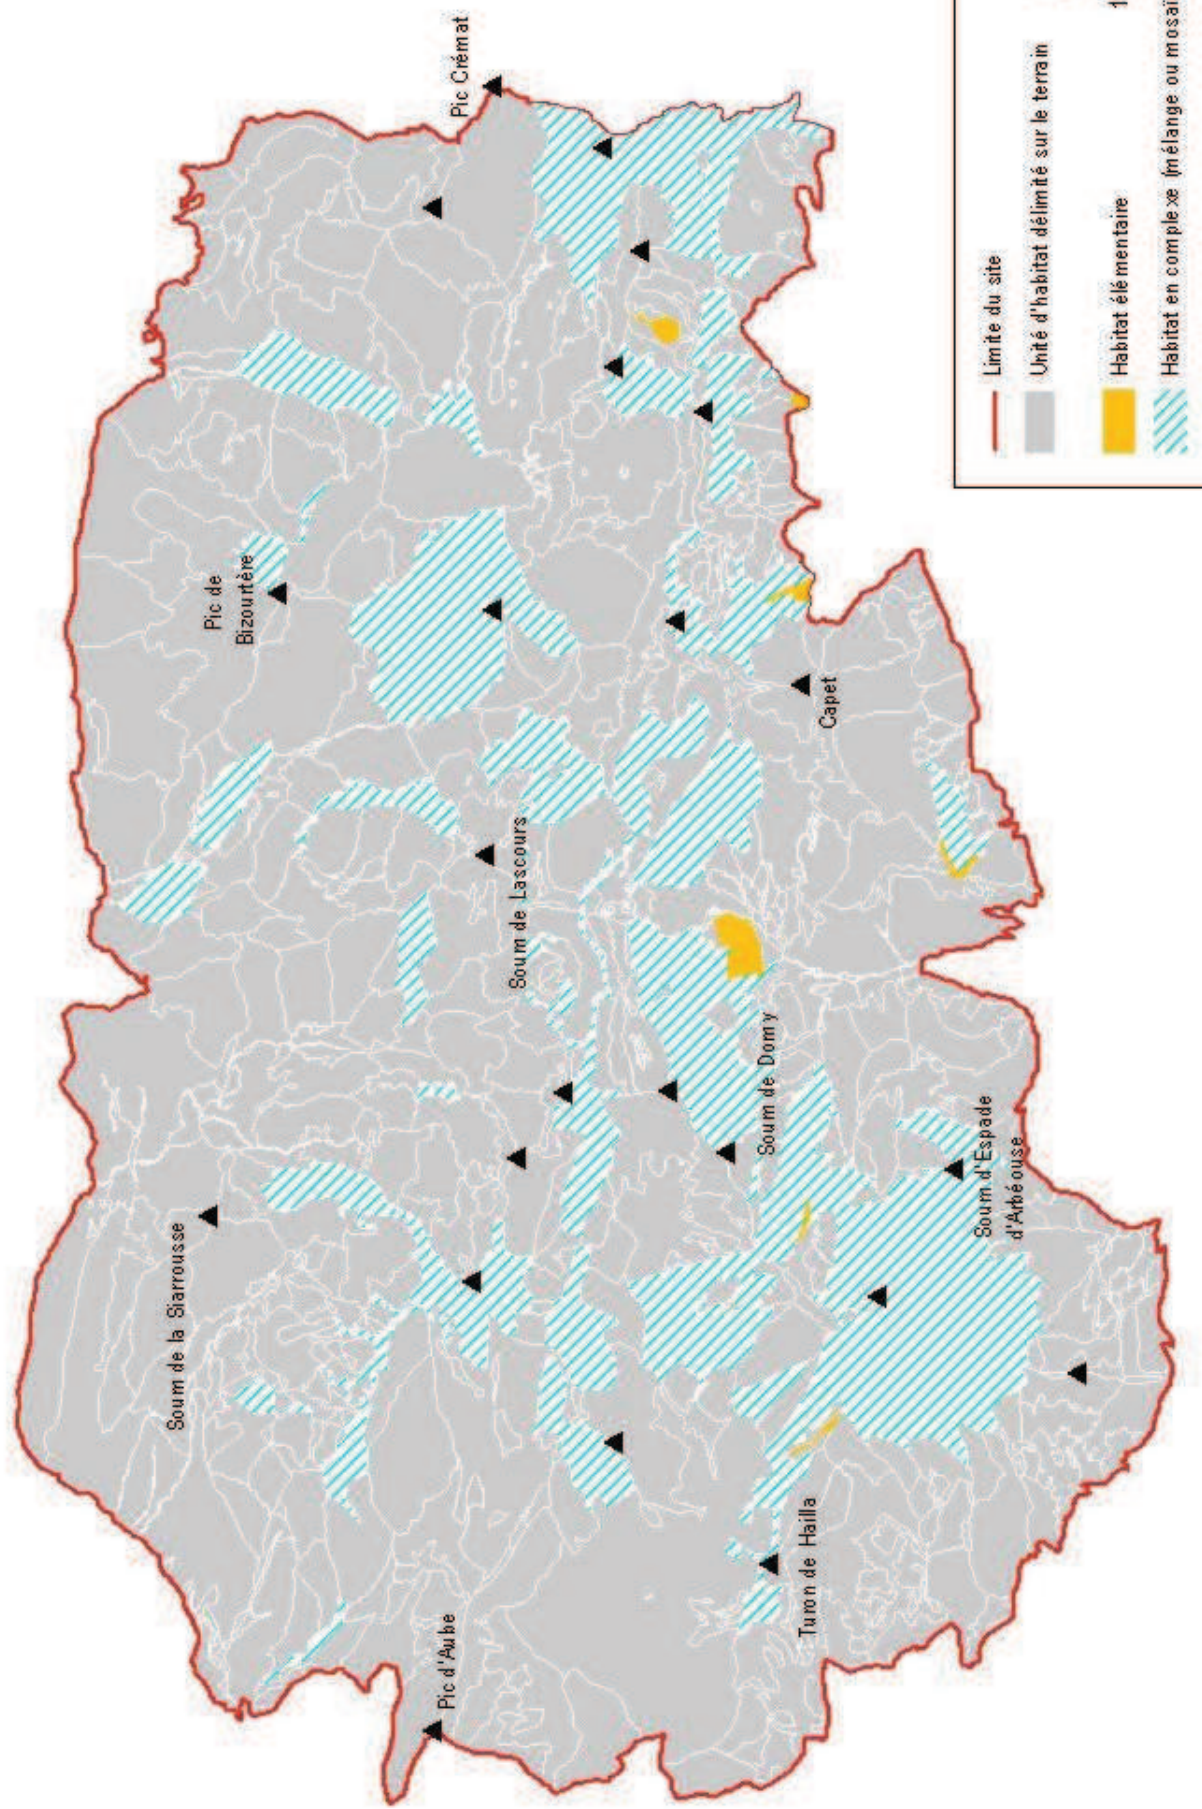 Pic d'Aube
Soum de la Siarrousse
Turon de Hailla
Soum d'Espade
d'Arbéouse
Soum de Domy
Soum de Lascours
Capet
Pic de
Bizourtère
Pic Crémat
Limite du site
Unité d'habitat délimité sur le terrain
Habitat élémentaire
Habitat en complexe (mélange ou